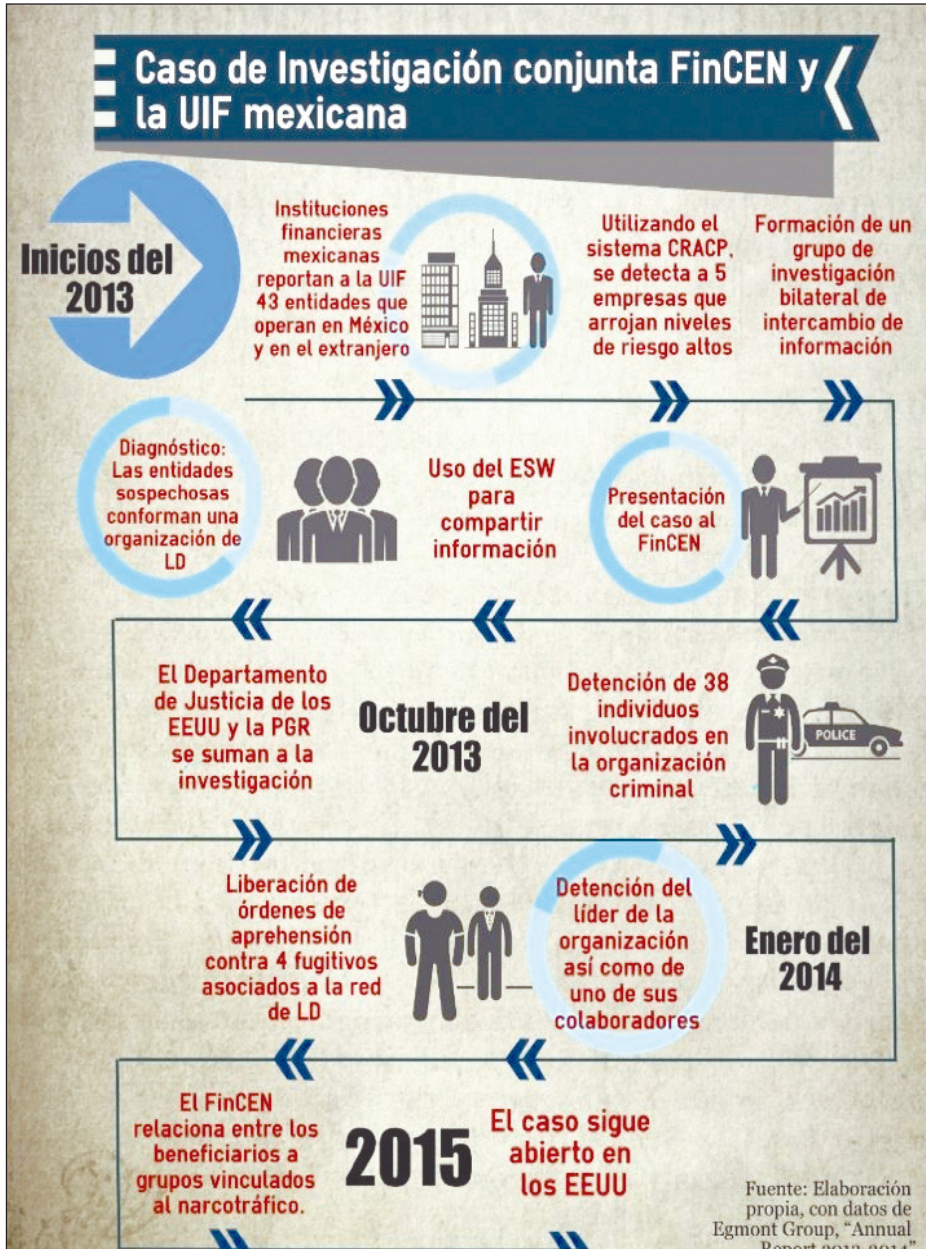 Caso de Investigación conjunta FinCEN y
la UIF mexicana
Inicios del
2013
Instituciones
financieras
mexicanas
reportan a la UIF
43 entidades que
operan en México
y en el extranjero
Utilizando el
sistema CRACP,
se detecta a 5
empresas que
arrojan niveles
de riesgo altos
Formación de un
grupo de
investigación
bilateral de
intercambio de
información
Presentación
del caso al
FinCEN
Uso del ESW
para
compartir
información
Diagnóstico:
Las entidades
sospechosas
conforman una
organización de
LD
El Departamento
de Justicia de los
EEUU y la PGR
se suman a la
investigación
Octubre del
2013
Detención de 38
individuos
involucrados en
la organización
criminal
POLICE
Enero del
2014
Detención del
líder de la
organización
así como de
uno de sus
colaboradores
Liberación de
órdenes de
aprehensión
contra 4 fugitivos
asociados a la red
de LD
El FinCEN
relaciona entre los
beneficiarios a
grupos vinculados
al narcotráfico.
2015
El caso sigue
abierto en
los EEUU
Fuente: Elaboración
propia, con datos de
Egmont Group, “Annual
Report 2013-2014”